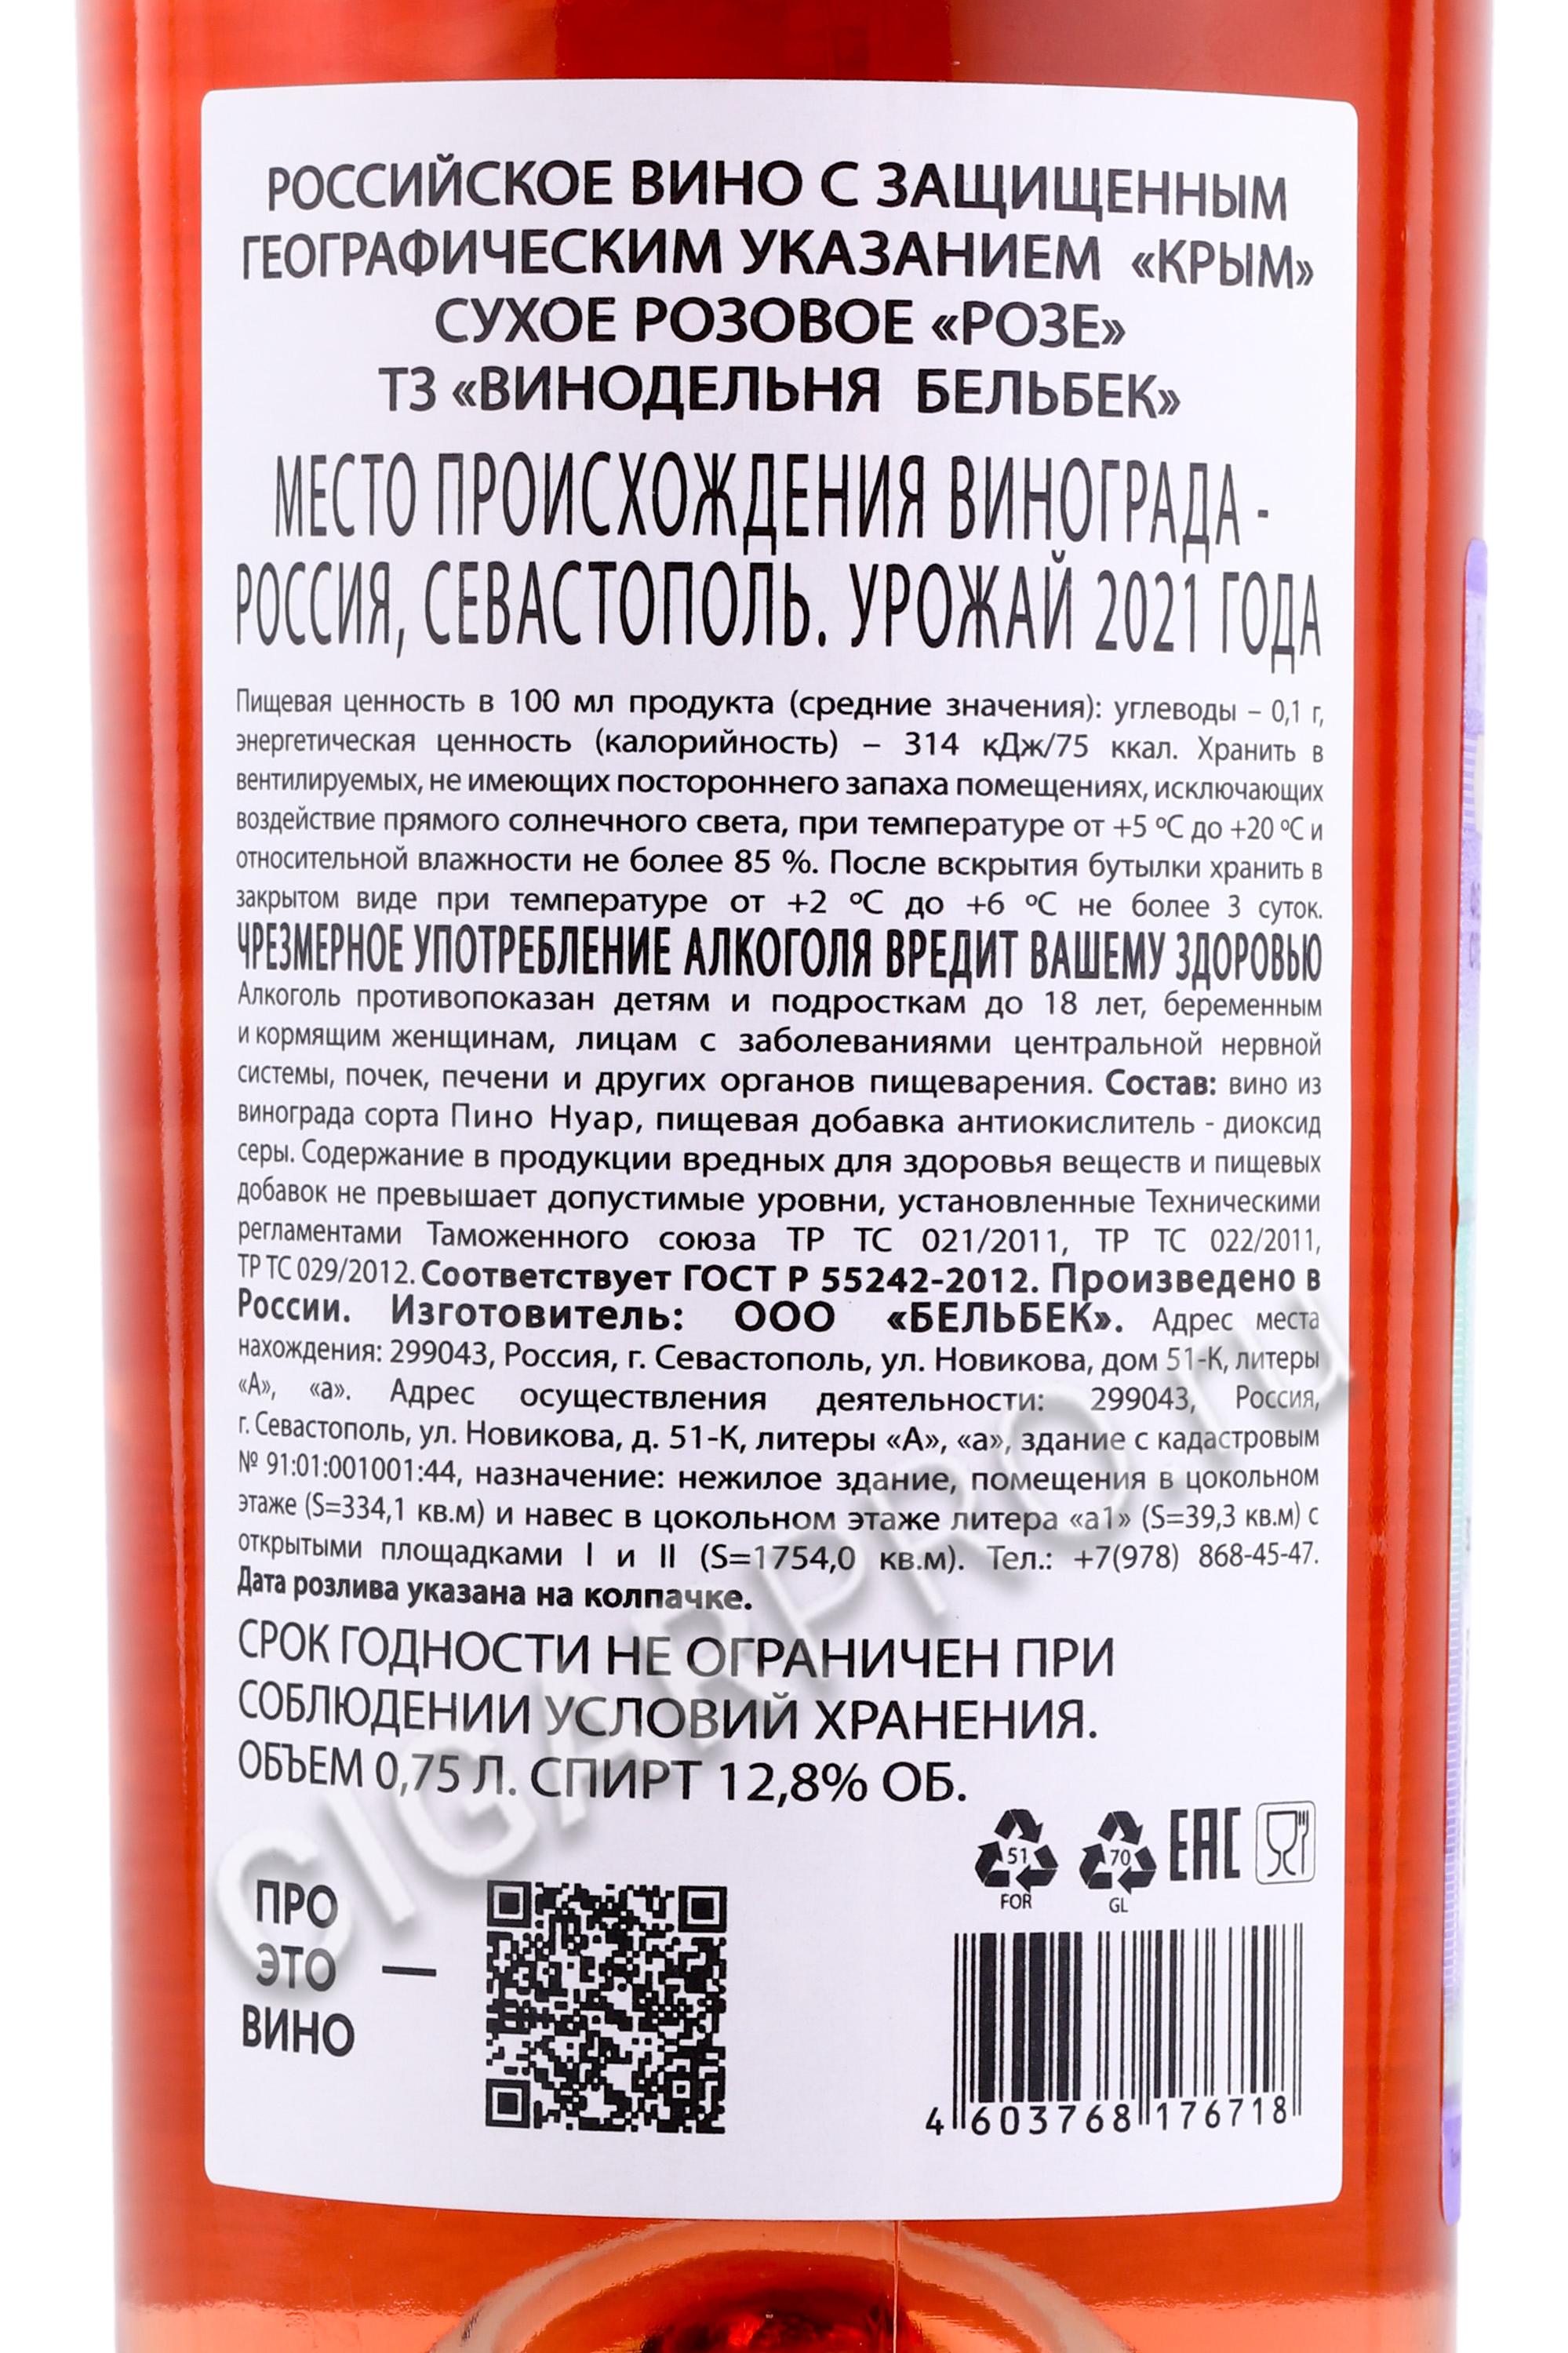 РОССИЙСКОЕ ВИНО С ЗАЩИЩЕННЫМ
ГЕОГРАФИЧЕСКИМ УКАЗАНИЕМ «КРЫМ»
СУХОЕ РОЗОВОЕ «РОЗЕ»
ТЗ «ВИНОДЕЛЬНЯ БЕЛЬБЕК»
МЕСТО ПРОИСХОЖДЕНИЯ ВИНОГРАДА -
РОССИЯ, СЕВАСТОПОЛЬ. УРОЖАЙ 2021 ГОДА
Пищевая ценность в 100 мл продукта (средние значения): углеводы – 0,1 г,
энергетическая ценность (калорийность) – 314 кДж/75 ккал. Хранить в
вентилируемых, не имеющих постороннего запаха помещениях, исключающих
воздействие прямого солнечного света, при температуре от +5 ºС до +20 ºС и
относительной влажности не более 85 %. После вскрытия бутылки хранить в
закрытом виде при температуре от +2 ºС до +6 ºС не более 3 суток.
ЧРЕЗМЕРНОЕ УПОТРЕБЛЕНИЕ АЛКОГОЛЯ ВРЕДИТ ВАШЕМУ ЗДОРОВЬЮ
Алкоголь противопоказан детям и подросткам до 18 лет, беременным
и кормящим женщинам, лицам с заболеваниями центральной нервной
системы, почек, печени и других органов пищеварения. Состав: вино из
винограда сорта Пино Нуар, пищевая добавка антиокислитель - диоксид
серы. Содержание в продукции вредных для здоровья веществ и пищевых
добавок не превышает допустимые уровни, установленные Техническими
регламентами Таможенного союза ТР ТС 021/2011, ТР ТС 022/2011,
ТР ТС 029/2012. Соответствует ГОСТ Р 55242-2012. Произведено в
России. Изготовитель: ООО «БЕЛЬБЕК». Адрес места
нахождения: 299043, Россия, г. Севастополь, ул. Новикова, дом 51-К, литеры
«А», «а». Адрес осуществления деятельности: 299043, Россия,
г. Севастополь, ул. Новикова, д. 51-К, литеры «А», «а», здание с кадастровым
№ 91:01:001001:44, назначение: нежилое здание, помещения в цокольном
этаже (S=334,1 кв.м) и навес в цокольном этаже литера «а1» (S=39,3 кв.м) с
открытыми площадками I и II (S=1754,0 кв.м). Тел.: +7(978) 868-45-47.
Дата розлива указана на колпачке.
СРОК ГОДНОСТИ НЕ ОГРАНИЧЕН ПРИ
СОБЛЮДЕНИИ УСЛОВИЙ ХРАНЕНИЯ.
ОБЪЕМ 0,75 Л. СПИРТ 12,8% ОБ.
51 70 EAC
FOR GL
ПРО
ЭТО —
ВИНО
4 603768 176718
CIGARPRO.ru